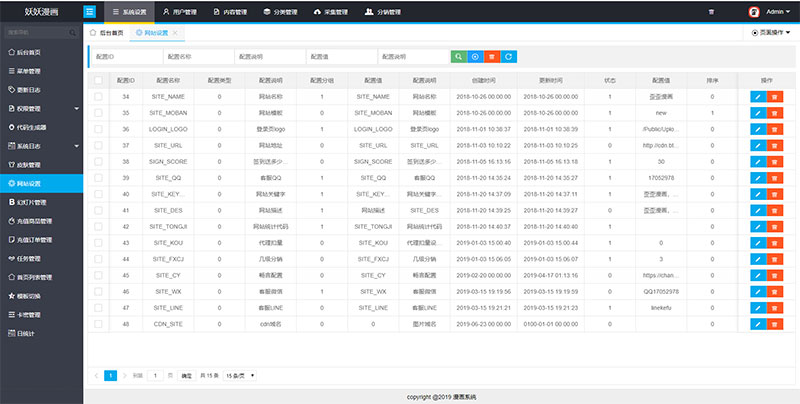 妖妖漫画
系统设置 用户管理 内容管理 分类管理 采集管理 分销管理 Admin
搜索导航
后台首页 网站设置 页面操作
后台首页
菜单管理
更新日志
权限管理
代码生成器
系统日志
皮肤管理
网站设置
幻灯片管理
充值商品管理
充值订单管理
任务管理
首页列表管理
模板切换
卡密管理
日统计
配置ID 配置名称 配置说明 配置值 配置说明
配置ID 配置名称 配置类型 配置说明 配置分组 配置值 配置说明 创建时间 更新时间 状态 配置值 排序 操作
34 SITE_NAME 0 网站名称 1 SITE_NAME 网站名称 2018-10-26 00:00:00 2018-10-26 00:00:00 1 歪歪漫画 0
35 SITE_MOBAN 0 网站模板 0 SITE_MOBAN 网站模板 2018-10-26 00:00:00 2018-10-26 00:00:00 1 new 1
36 LOGIN_LOGO 0 登录页logo 1 LOGIN_LOGO 登录页logo 2018-11-01 10:38:37 2018-11-01 10:38:39 1 /Public/Uplo... 0
37 SITE_URL 0 网站地址 0 SITE_URL SITE_URL 2018-11-03 10:10:22 2018-11-03 10:10:25 0 http://cdn.bt... 0
38 SIGN_SCORE 0 签到送多少... 0 SIGN_SCORE 签到送多少... 2018-11-05 16:13:16 2018-11-05 16:13:18 1 30 0
39 SITE_QQ 0 客服QQ 1 SITE_QQ 客服QQ 2018-11-20 14:35:24 2018-11-20 14:35:27 1 17052978 0
40 SITE_KEY... 0 网站关键字 1 SITE_KEY... 网站关键字... 2018-11-20 14:37:09 2018-11-20 14:37:11 1 歪歪漫画,... 0
41 SITE_DES 0 网站描述 0 网站描述 SITE_DES 2018-11-20 14:39:25 2018-11-20 14:39:27 0 歪歪漫画,... 0
42 SITE_TONGJI 0 网站统计代码 1 SITE_TONGJI 网站统计代码 2018-11-20 14:40:37 2018-11-20 14:40:40 1 0
43 SITE_KOU 0 代理扣量 0 SITE_KOU 代理扣量设... 2019-01-03 15:00:40 2019-01-03 15:00:44 1 0 0
44 SITE_FXCJ 0 几级分销 0 SITE_FXCJ 几级分销 2019-01-03 15:06:05 2019-01-03 15:06:07 1 3 0
45 SITE_CY 0 畅言配置 0 SITE_CY 畅言配置 2019-02-20 00:00:00 2019-04-17 01:13:16 0 https://chan... 0
46 SITE_WX 0 客服微信 1 SITE_WX 客服微信 2019-03-15 19:19:56 2019-03-15 19:19:59 0 QQ17052978 0
47 SITE_LINE 0 客服LINE 0 SITE_LINE 客服LINE 2019-03-15 19:21:21 2019-03-15 19:21:23 1 linekefu 0
48 CDN_SITE 0 cdn域名 0 0 图片域名 2019-06-23 00:00:00 0100-01-01 00:00:00 0 0
1 到第 1 页 确定 共 15 条 15 条/页
copyright @2019 漫画系统